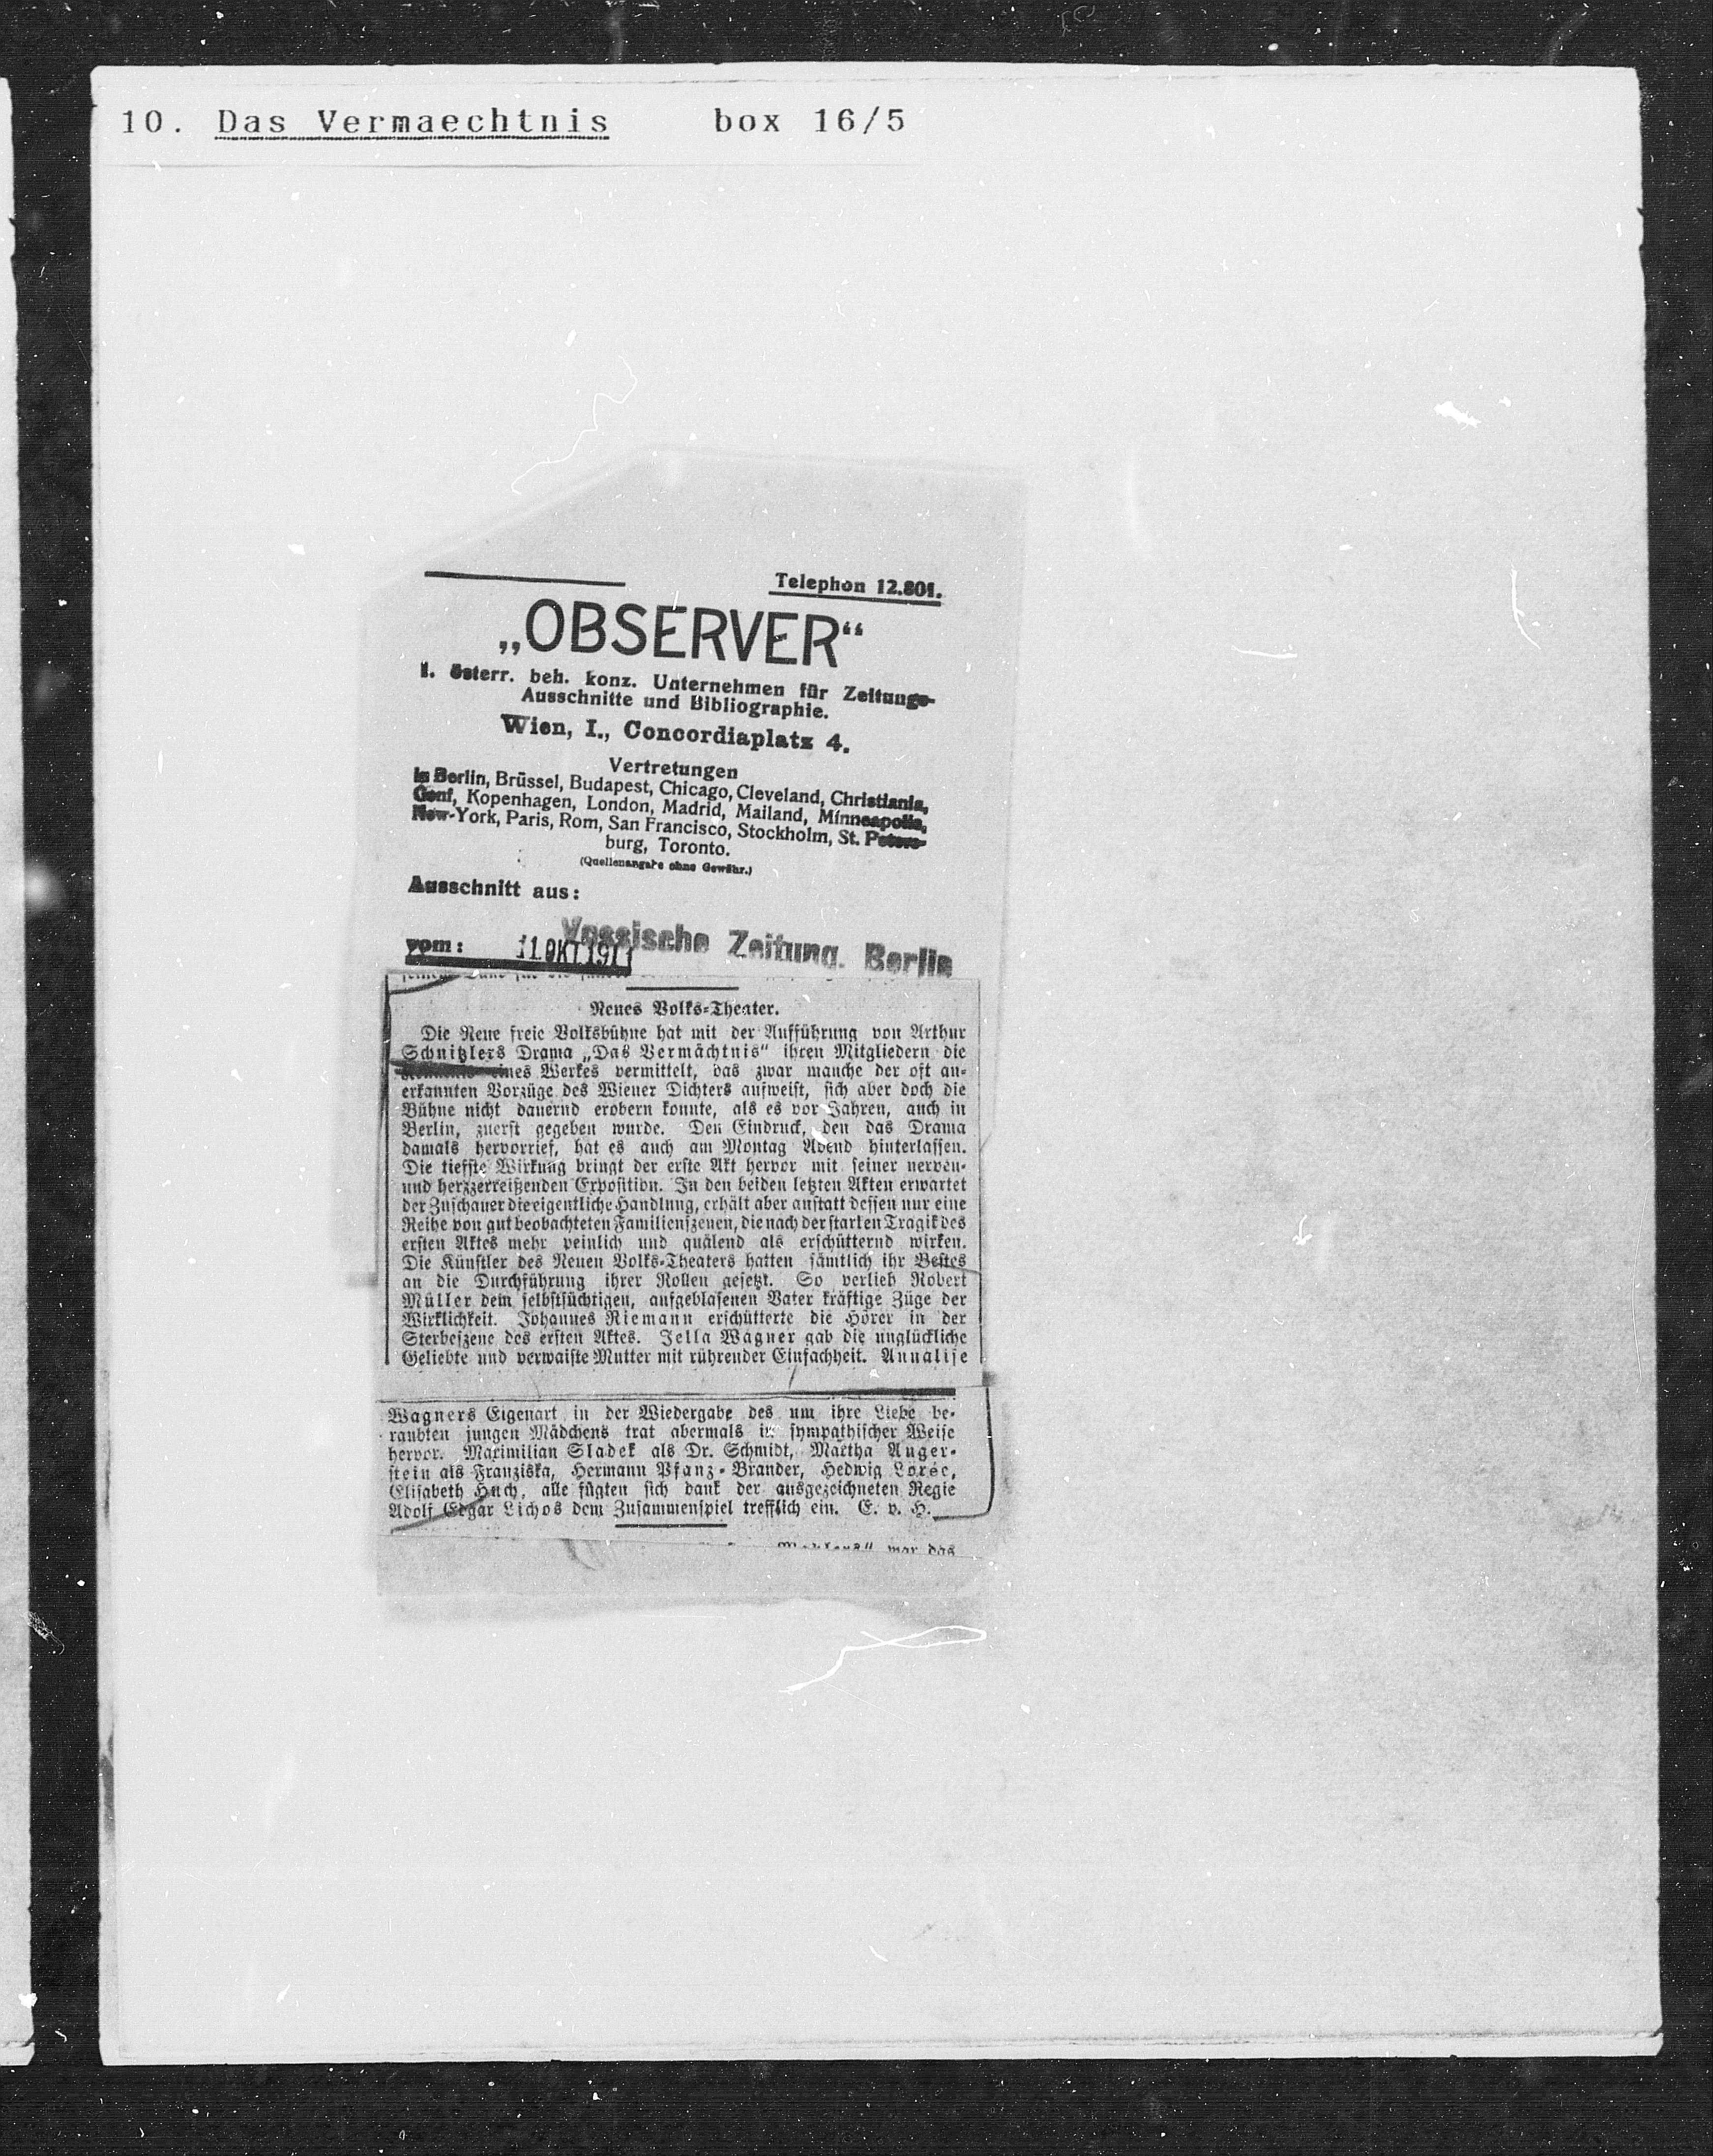 10. Das Vermaechtnis box 16/5
Telephon 12.801.
„OBSERVER“
I. österr. beh. konz. Unternehmen für Zeitungs-
Ausschnitte und Bibliographie.
Wien, I., Concordiaplatz 4.
Vertretungen
in Berlin, Brüssel, Budapest, Chicago, Cleveland, Christiania,
Genf, Kopenhagen, London, Madrid, Mailand, Minneapolis,
New-York, Paris, Rom, San Francisco, Stockholm, St. Peters-
burg, Toronto.
(Quellenangabe ohne Gewähr.)
Ausschnitt aus:
Vossische Zeitung. Berlin
vom: 11 OKT 1911
Neues Volks-Theater.
Die Neue freie Volksbühne hat mit der Aufführung von Arthur
Schnitzlers Drama „Das Vermächtnis“ ihren Mitgliedern die
eines Werkes vermittelt, das zwar manche der oft an-
erkannten Vorzüge des Wiener Dichters aufweist, sich aber doch die
Bühne nicht dauernd erobern konnte, als es vor Jahren, auch in
Berlin, zuerst gegeben wurde. Den Eindruck, den das Drama
damals hervorrief, hat es auch am Montag Abend hinterlassen.
Die tiefste Wirkung bringt der erste Akt hervor mit seiner nerven-
und herzzerreißenden Exposition. In den beiden letzten Akten erwartet
der Zuschauer die eigentliche Handlung, erhält aber anstatt dessen nur eine
Reihe von gut beobachteten Familienszenen, die nach der starken Tragik des
ersten Aktes mehr peinlich und quälend als erschütternd wirken.
Die Künstler des Neuen Volks-Theaters hatten sämtlich ihr Bestes
an die Durchführung ihrer Rollen gesetzt. So verlieh Robert
Müller dem selbstsüchtigen, aufgeblasenen Vater kräftige Züge der
Wirklichkeit. Johannes Riemann erschütterte die Hörer in der
Sterbeszene des ersten Aktes. Jella Wagner gab die unglückliche
Geliebte und verwaiste Mutter mit rührender Einfachheit. Annalise
Wagners Eigenart in der Wiedergabe des um ihre Liebe be-
raubten jungen Mädchens trat abermals in sympathischer Weise
hervor. Maximilian Sladek als Dr. Schmidt, Martha Anger-
stein als Franziska, Hermann Pfanz-Brander, Hedwig Lorée,
Elisabeth Huch, alle fügten sich dank der ausgezeichneten Regie
Adolf Edgar Lichos dem Zusammenspiel trefflich ein. E. v. H.
war das